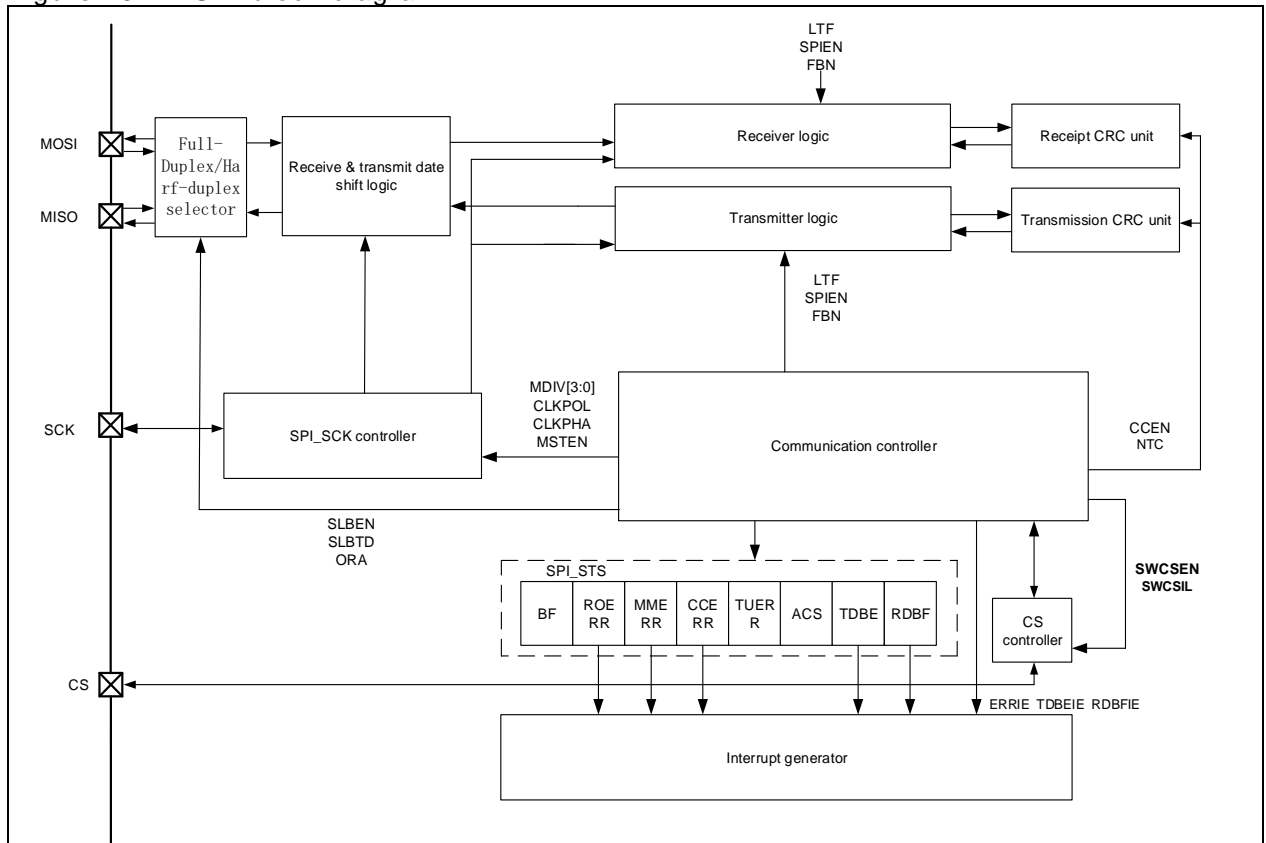 LTF
SPIEN
FBN
MOSI
Full-
Duplex/Ha
rf-duplex
selector
Receive & transmit date
shift logic
Receiver logic
Receipt CRC unit
MISO
Transmitter logic
Transmission CRC unit
LTF
SPIEN
FBN
MDIV[3:0]
CLKPOL
CLKPHA
MSTEN
SCK
SPI_SCK controller
Communication controller
CCEN
NTC
SLBEN
SLBTD
ORA
SPI_STS
BF
ROE
RR
MME
RR
CCE
RR
TUER
R
ACS
TDBE
RDBF
SWCSEN
SWCSIL
CS
controller
CS
ERRIE TDBEIE RDBFIE
Interrupt generator